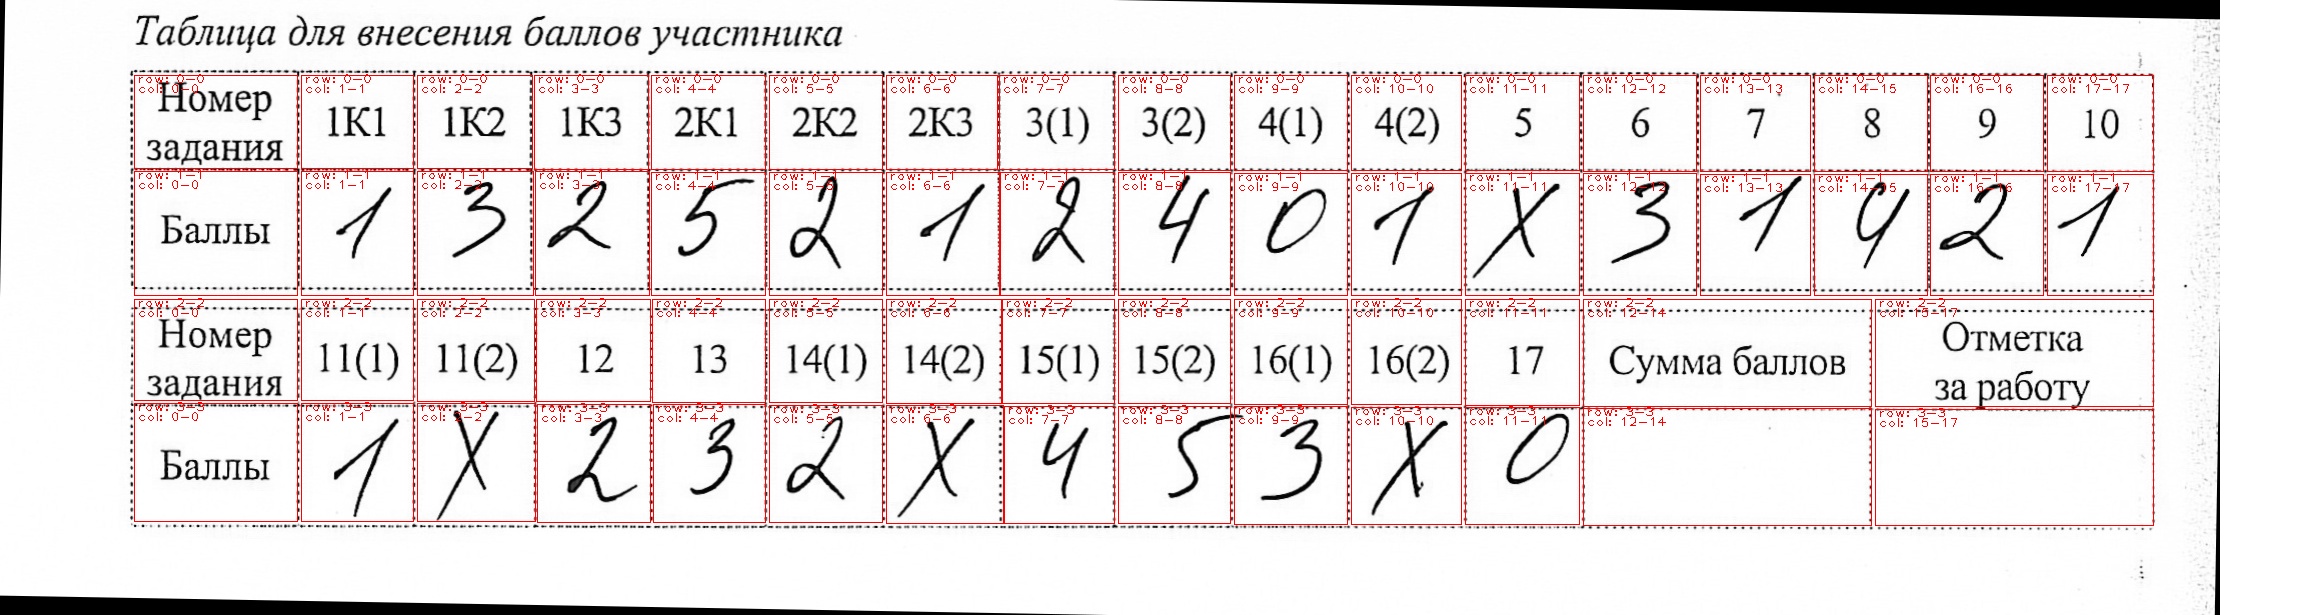 Таблица для внесения баллов участника
Номер задания 1К1 1К2 1К3 2К1 2К2 2К3 3(1) 3(2) 4(1) 4(2) 5 6 7 8 9 10
Баллы 1 3 2 5 2 1 2 4 0 1 X 3 1 4 2 1
Номер задания 11(1) 11(2) 12 13 14(1) 14(2) 15(1) 15(2) 16(1) 16(2) 17 Сумма баллов Отметка за работу
Баллы 1 X 2 3 2 X 4 5 3 X 0